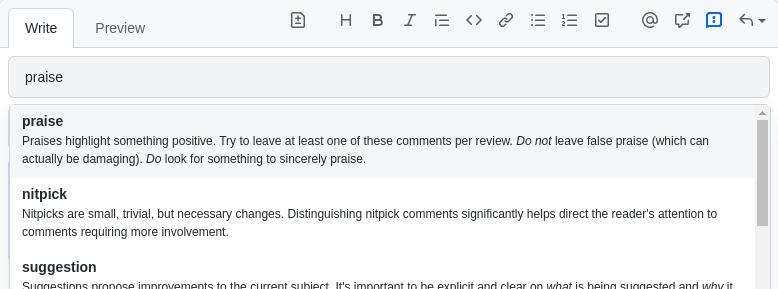 Write Preview
praise
praise
Praises highlight something positive. Try to leave at least one of these comments per review. Do not leave false praise (which can
actually be damaging). Do look for something to sincerely praise.
nitpick
Nitpicks are small, trivial, but necessary changes. Distinguishing nitpick comments significantly helps direct the reader's attention to
comments requiring more involvement.
suggestion
Suggestions propose improvements to the current subject. It's important to be explicit and clear on what is being suggested and why it